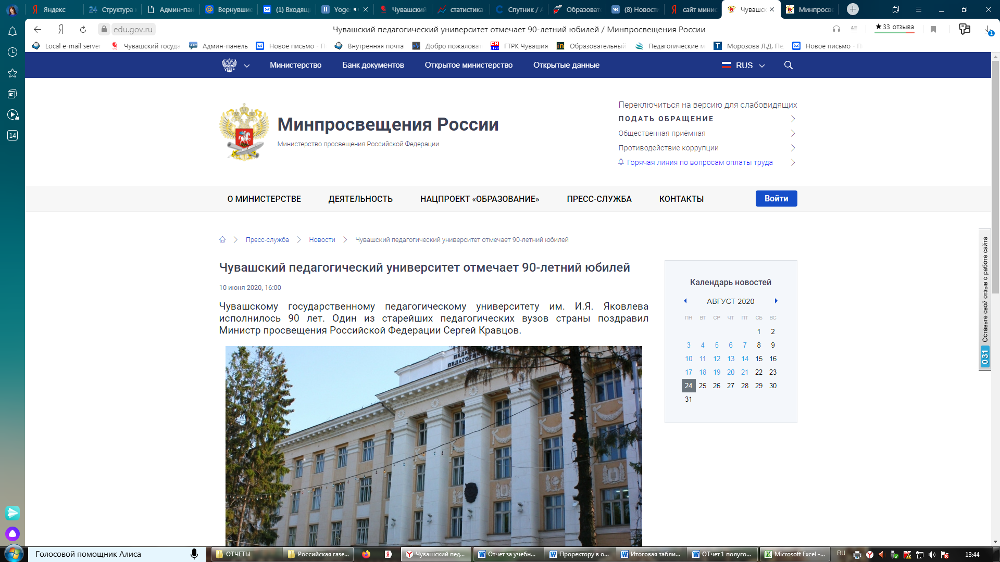 Яндекс
24 Структура
Админ-пан
Вернувшие
(1) Входящ
Yoge
Чувашский
статистика
Спутник / А
Образоват
(8) Новости
сайт минис
Чувашск
Минпросве
edu.gov.ru
Чувашский педагогический университет отмечает 90-летний юбилей / Минпросвещения России
★ 33 отзыва
1
Local e-mail server
Чувашский госуда
Админ-панель
Новое письмо - П
Внутренняя почта
Добро пожаловат
ГТРК Чувашия
Образовательный
Педагогические м
Морозова Л.Д. Пе
Новое письмо - П
14
Министерство
Банк документов
Открытое министерство
Открытые данные
RUS
Минпросвещения России
Министерство просвещения Российской Федерации
Переключиться на версию для слабовидящих
ПОДАТЬ ОБРАЩЕНИЕ
Общественная приёмная
Противодействие коррупции
Горячая линия по вопросам оплаты труда
О МИНИСТЕРСТВЕ
ДЕЯТЕЛЬНОСТЬ
НАЦПРОЕКТ «ОБРАЗОВАНИЕ»
ПРЕСС-СЛУЖБА
КОНТАКТЫ
Войти
Пресс-служба
Новости
Чувашский педагогический университет отмечает 90-летний юбилей
Чувашский педагогический университет отмечает 90-летний юбилей
10 июня 2020, 16:00
Чувашскому государственному педагогическому университету им. И.Я. Яковлева
исполнилось 90 лет. Один из старейших педагогических вузов страны поздравил
Министр просвещения Российской Федерации Сергей Кравцов.
Календарь новостей
АВГУСТ 2020
ПН ВТ СР ЧТ ПТ СБ ВС
1 2
3 4 5 6 7 8 9
10 11 12 13 14 15 16
17 18 19 20 21 22 23
24 25 26 27 28 29 30
31
Оставьте свой отзыв о работе сайта
031
Голосовой помощник Алиса
ОТЧЕТЫ
Российская газе...
Чувашский пед...
Отчет за учебн...
Проректору в о...
Итоговая табли...
ОТчет 1 полуго...
Microsoft Excel -...
RU
13:44